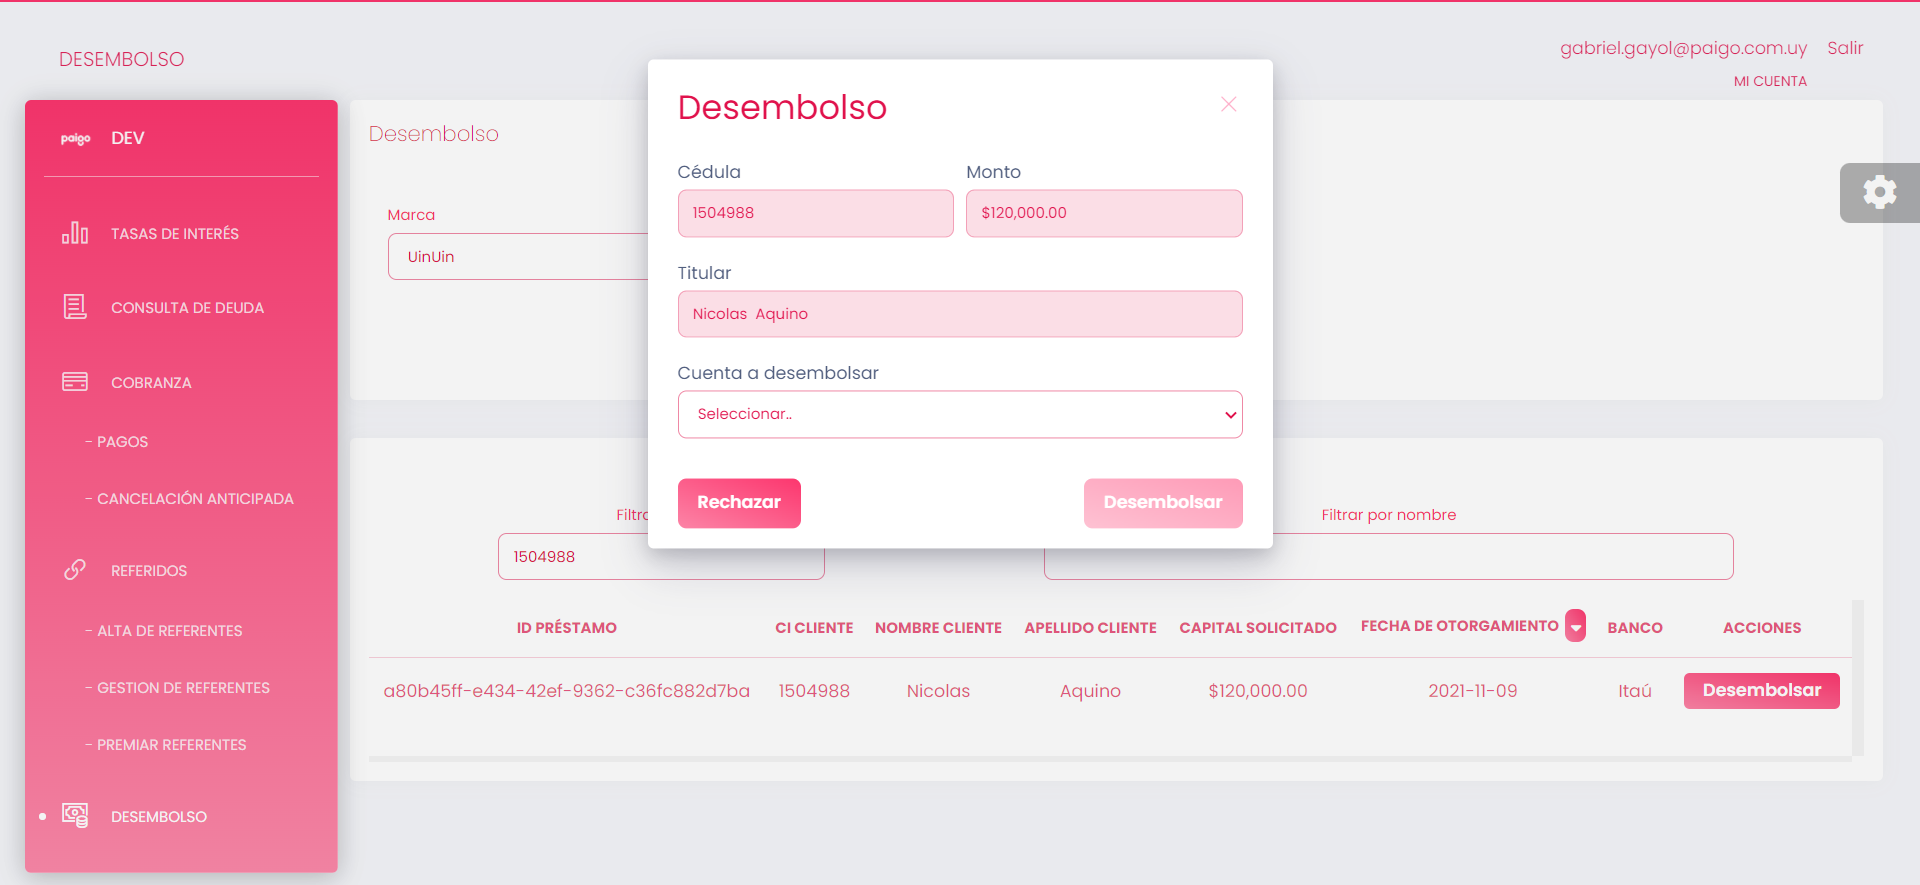 DESEMBOLSO
gabriel.gayol@paigo.com.uy Salir
MI CUENTA
paigo DEV
TASAS DE INTERÉS
CONSULTA DE DEUDA
COBRANZA
- PAGOS
- CANCELACIÓN ANTICIPADA
REFERIDOS
- ALTA DE REFERENTES
- GESTION DE REFERENTES
- PREMIAR REFERENTES
DESEMBOLSO
Desembolso
Marca
UinUin
Desembolso
Cédula Monto
1504988 $120,000.00
Titular
Nicolas Aquino
Cuenta a desembolsar
Seleccionar..
Rechazar Desembolsar
Filtrar por nombre
1504988
ID PRÉSTAMO CI CLIENTE NOMBRE CLIENTE APELLIDO CLIENTE CAPITAL SOLICITADO FECHA DE OTORGAMIENTO BANCO ACCIONES
a80b45ff-e434-42ef-9362-c36fc882d7ba 1504988 Nicolas Aquino $120,000.00 2021-11-09 Itaú Desembolsar